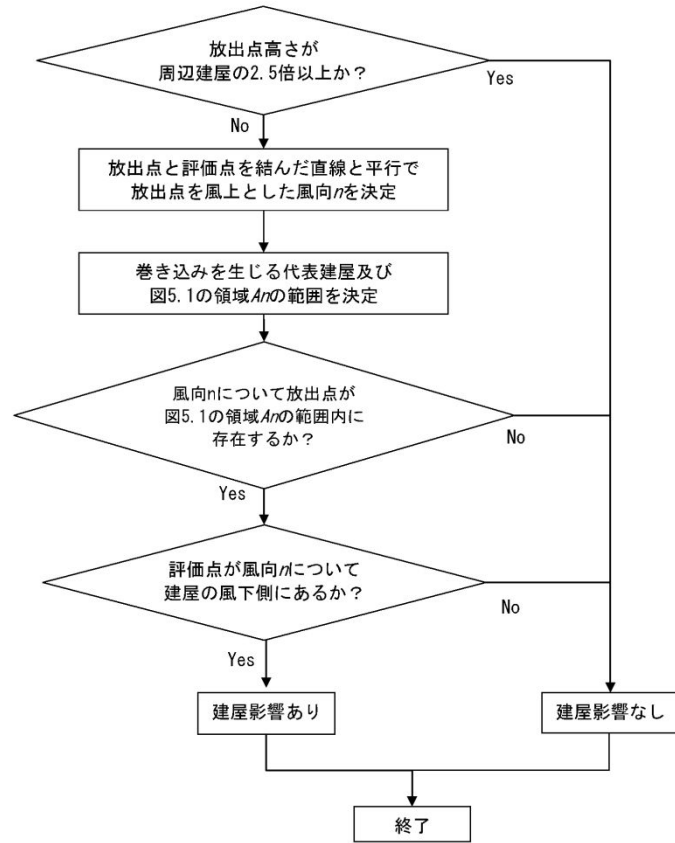 放出点高さが
周辺建屋の2.5倍以上か？
Yes
No
放出点と評価点を結んだ直線と平行で
放出点を風上とした風向nを決定
巻き込みを生じる代表建屋及び
図5.1の領域Anの範囲を決定
風向nについて放出点が
図5.1の領域Anの範囲内に
存在するか？
No
Yes
評価点が風向nについて
建屋の風下側にあるか？
No
Yes
建屋影響あり
建屋影響なし
終了